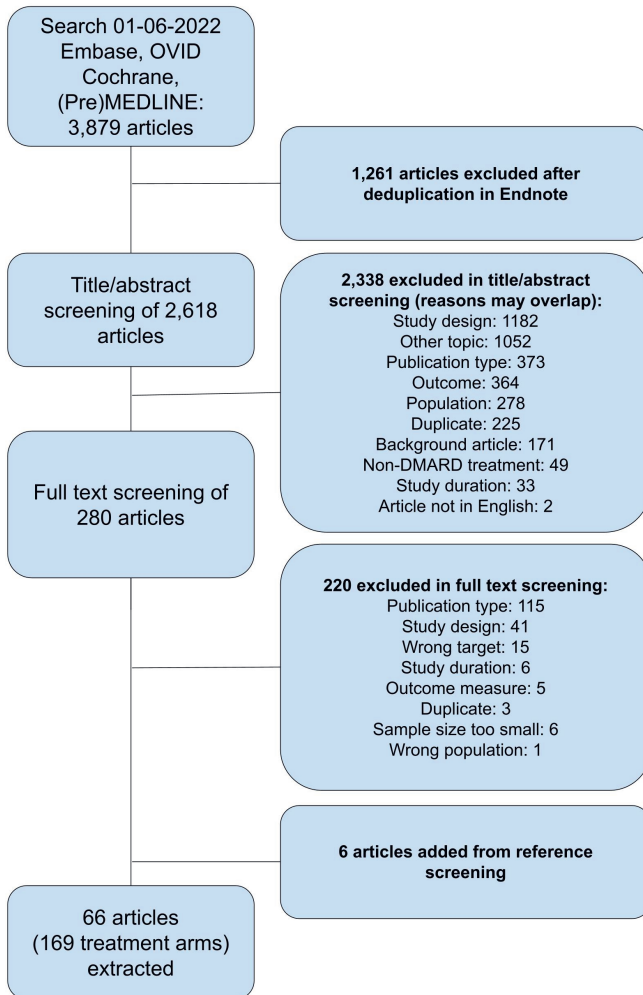 Search 01-06-2022
Embase, OVID
Cochrane,
(Pre)MEDLINE:
3,879 articles
1,261 articles excluded after
deduplication in Endnote
Title/abstract
screening of 2,618
articles
2,338 excluded in title/abstract
screening (reasons may overlap):
Study design: 1182
Other topic: 1052
Publication type: 373
Outcome: 364
Population: 278
Duplicate: 225
Background article: 171
Non-DMARD treatment: 49
Study duration: 33
Article not in English: 2
Full text screening of
280 articles
220 excluded in full text screening:
Publication type: 115
Study design: 41
Wrong target: 15
Study duration: 6
Outcome measure: 5
Duplicate: 3
Sample size too small: 6
Wrong population: 1
6 articles added from reference
screening
66 articles
(169 treatment arms)
extracted